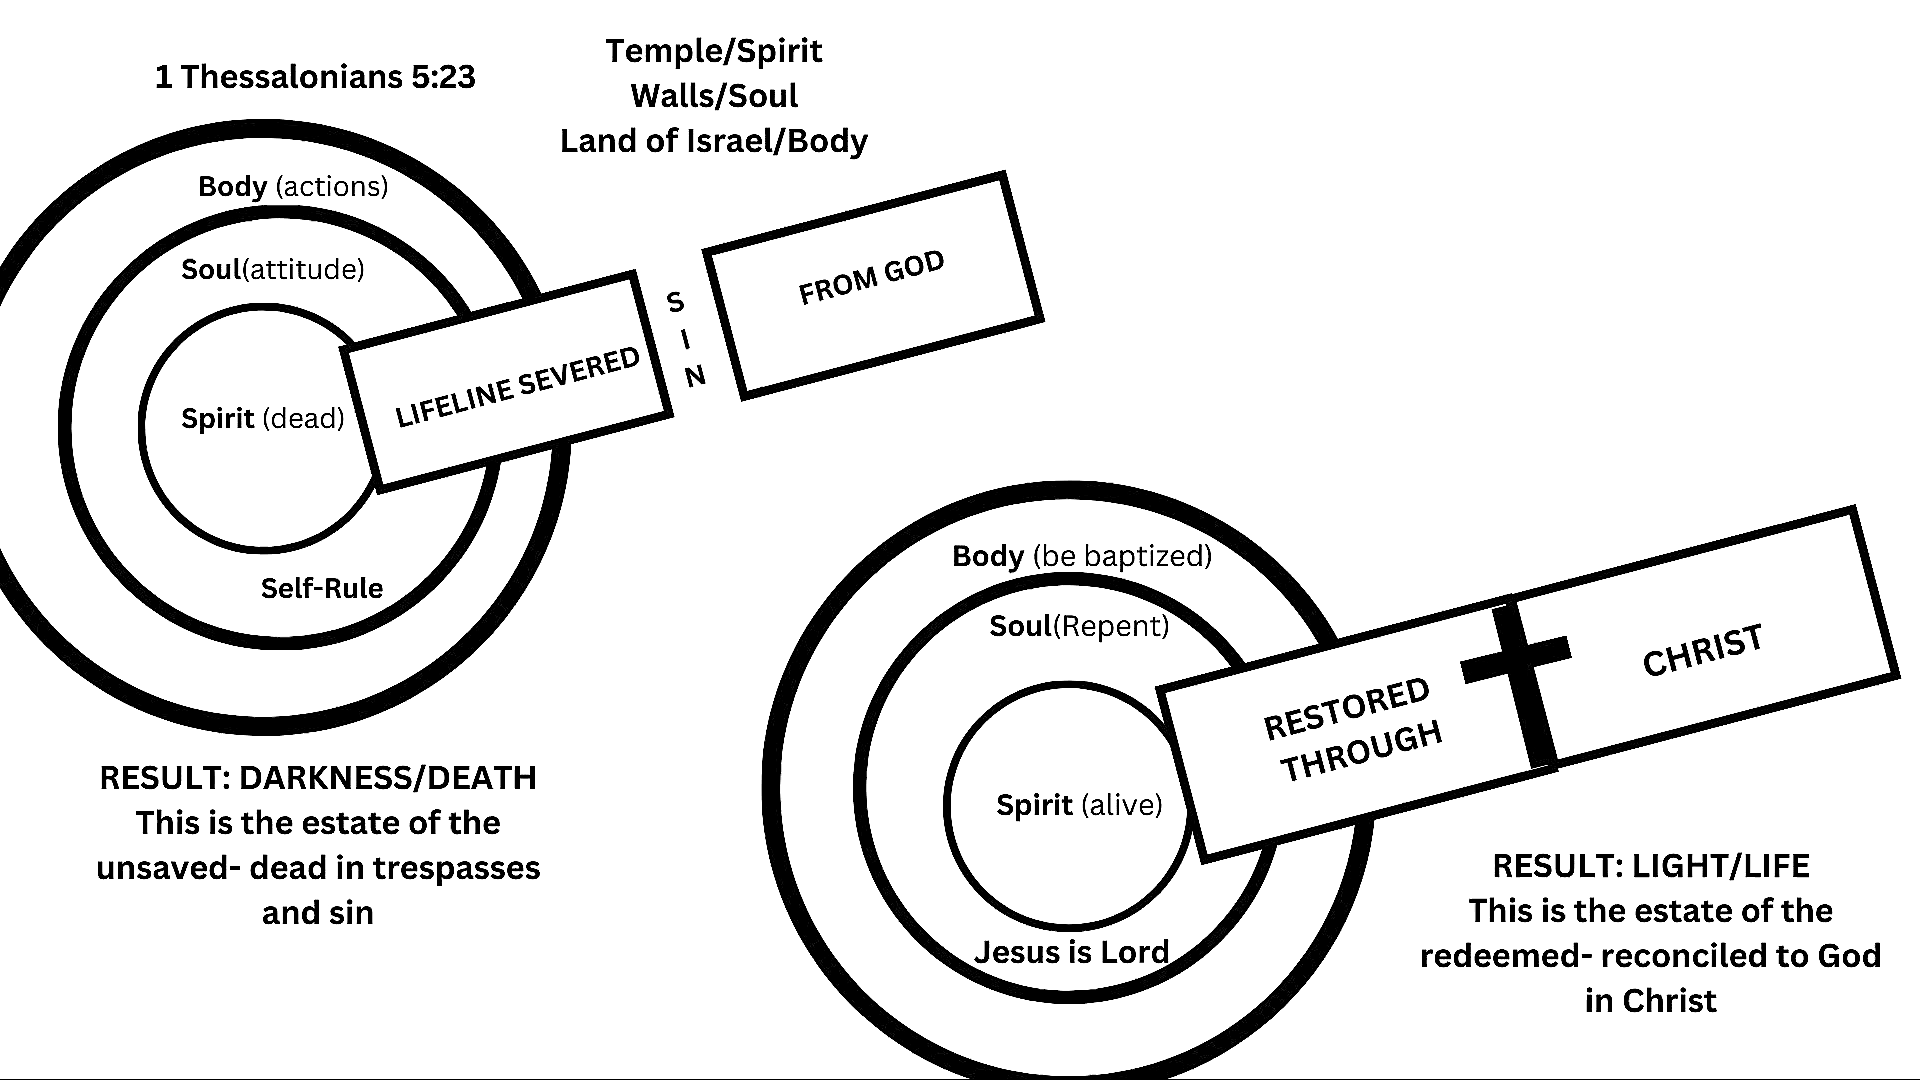 1 Thessalonians 5:23
Temple/Spirit
Walls/Soul
Land of Israel/Body
Body (actions)
Soul(attitude)
Spirit (dead)
Self-Rule
LIFELINE SEVERED
S
I
N
FROM GOD
RESULT: DARKNESS/DEATH
This is the estate of the
unsaved- dead in trespasses
and sin
Body (be baptized)
Soul(Repent)
Spirit (alive)
Jesus is Lord
RESTORED
THROUGH
CHRIST
RESULT: LIGHT/LIFE
This is the estate of the
redeemed- reconciled to God
in Christ